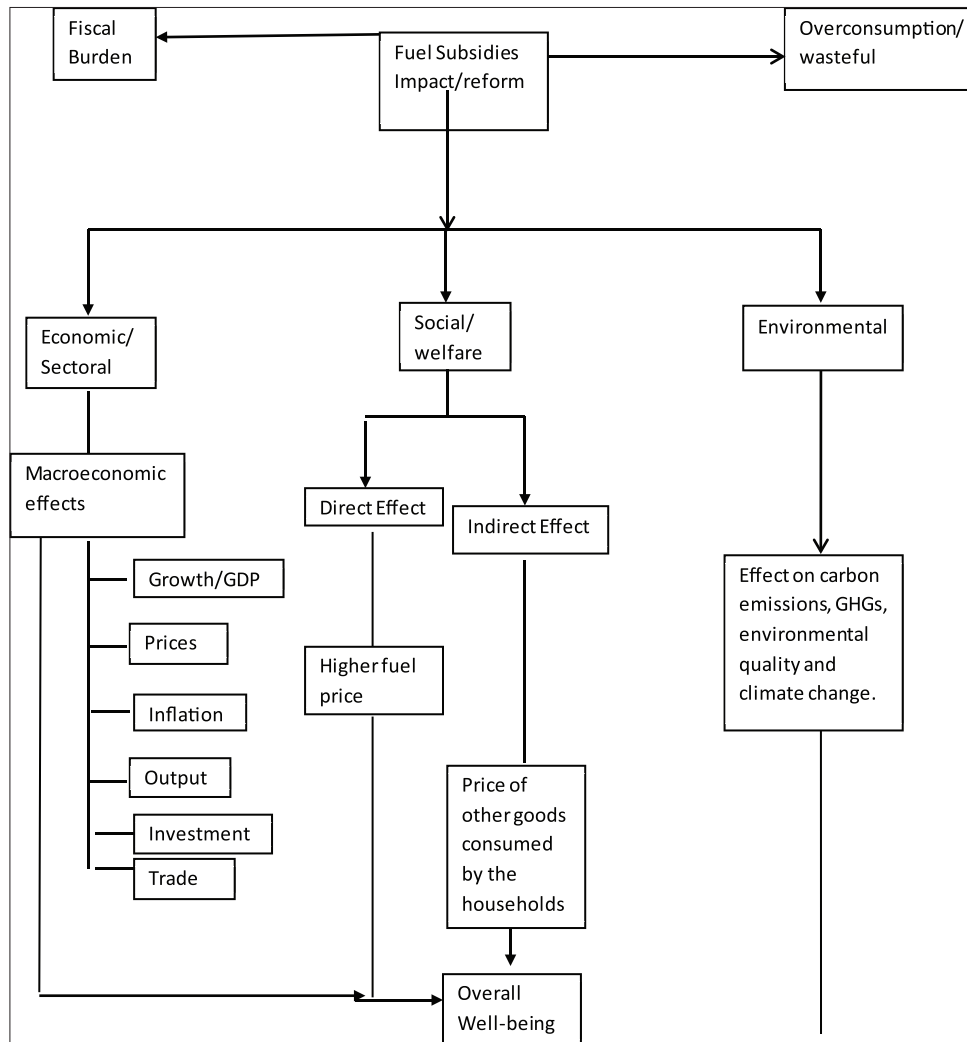 Fiscal
Burden
Fuel Subsidies
Impact/reform
Overconsumption/
wasteful
Economic/
Sectoral
Social/
welfare
Environmental
Macroeconomic
effects
Direct Effect
Indirect Effect
Growth/GDP
Prices
Inflation
Output
Investment
Trade
Higher fuel
price
Effect on carbon
emissions, GHGs,
environmental
quality and
climate change.
Price of
other goods
consumed
by the
households
Overall
Well-being